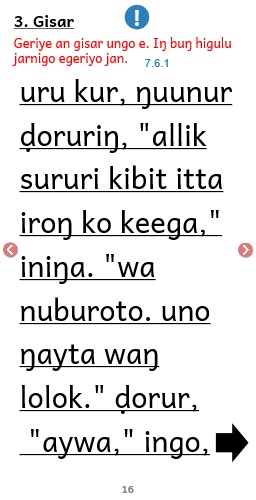 3. Gisar
!
Geriye an gisar ungo e. Iŋ buŋ higulu
jarnigo egeriyo jan.
7.6.1
uru kur, ŋuunur
ḍoruriŋ, "allik
sururi kibit itta
iroŋ ko keega,"
iniŋa. "wa
nuburoto. uno
ŋayta waŋ
lolok." ḍorur,
"aywa," ingo,
16